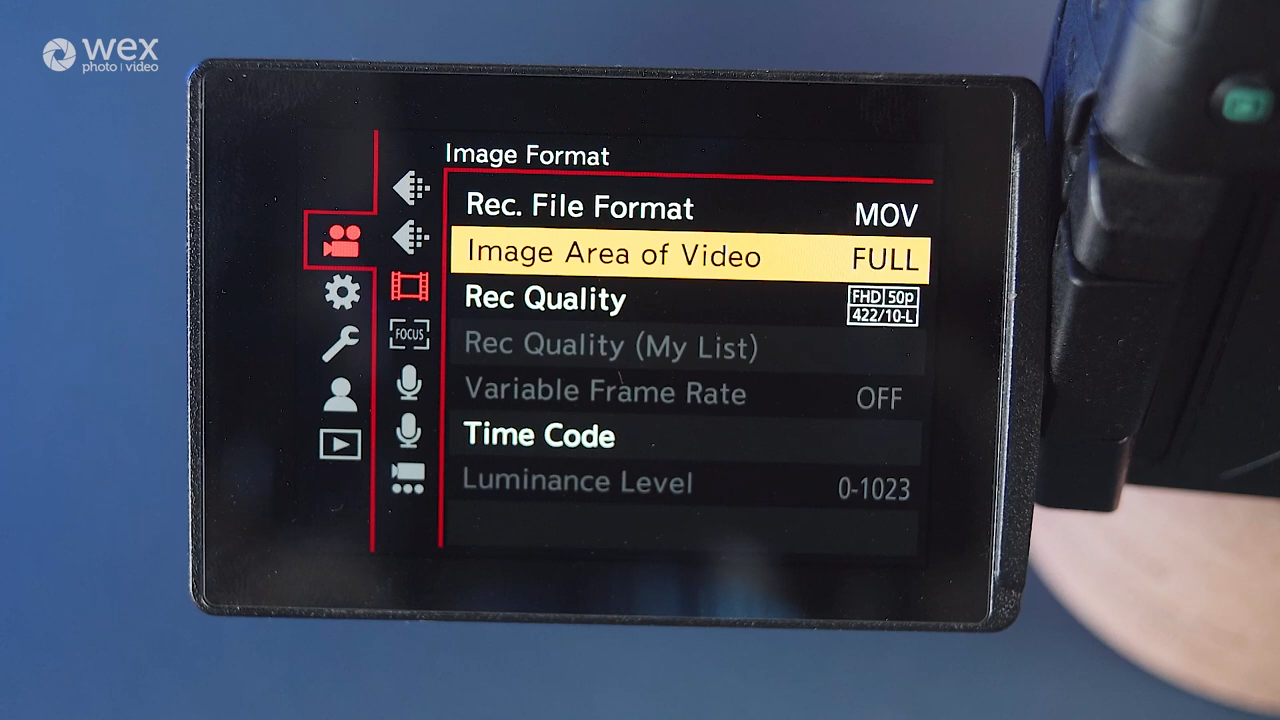 wex
photo | video
Image Format
Rec. File Format MOV
Image Area of Video FULL
Rec Quality FHD 50p 422/10-L
FOCUS
Rec Quality (My List)
Variable Frame Rate OFF
Time Code
Luminance Level 0-1023